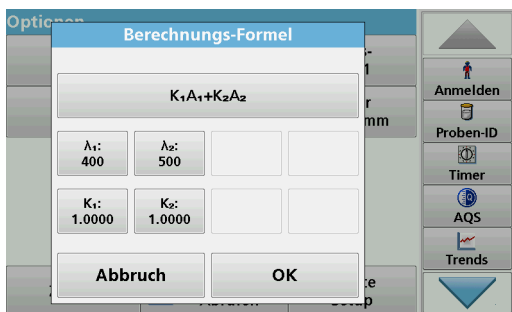 Optionen
Berechnungs-Formel
K₁A₁+K₂A₂
λ₁:
400
λ₂:
500
K₁:
1.0000
K₂:
1.0000
Abbruch
OK
Anmelden
Proben-ID
Timer
AQS
Trends